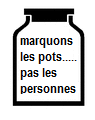 marquons
les pots.....
pas les
personnes